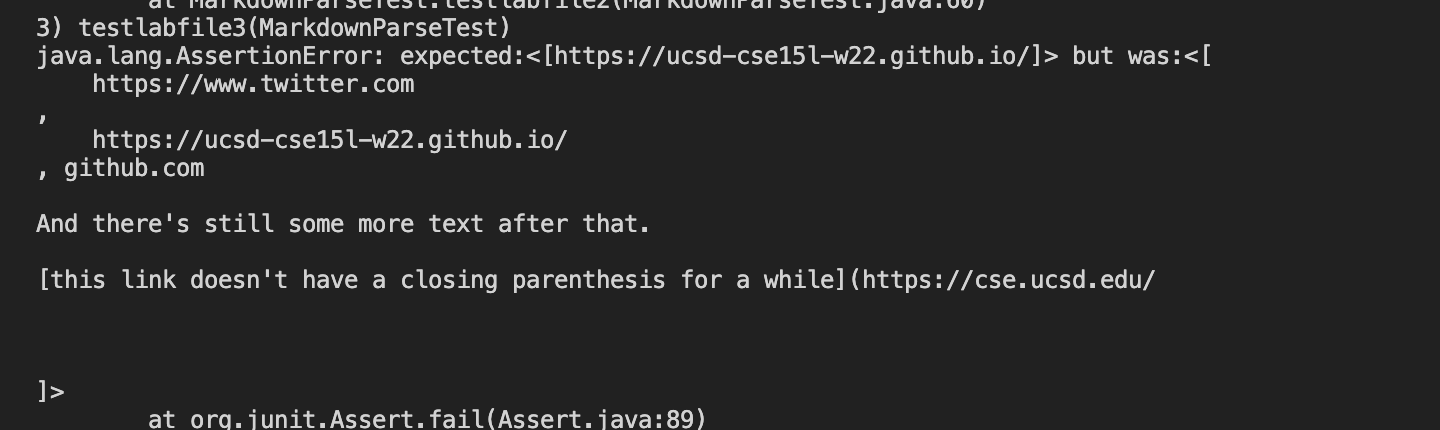 at MarkdownParseTest.testlabfile2(MarkdownParseTest.java:60)
3) testlabfile3(MarkdownParseTest)
java.lang.AssertionError: expected:<[https://ucsd-cse15l-w22.github.io/]> but was:<[
    https://www.twitter.com
,
    https://ucsd-cse15l-w22.github.io/
, github.com
And there's still some more text after that.
[this link doesn't have a closing parenthesis for a while](https://cse.ucsd.edu/
]>
        at org.junit.Assert.fail(Assert.java:89)